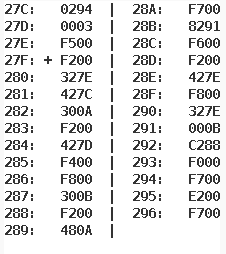 27C: 0294 | 28A: F700
27D: 0003 | 28B: 8291
27E: F500 | 28C: F600
27F: + F200 | 28D: F200
280: 327E | 28E: 427E
281: 427C | 28F: F800
282: 300A | 290: 327E
283: F200 | 291: 000B
284: 427D | 292: C288
285: F400 | 293: F000
286: F800 | 294: F700
287: 300B | 295: E200
288: F200 | 296: F700
289: 480A |